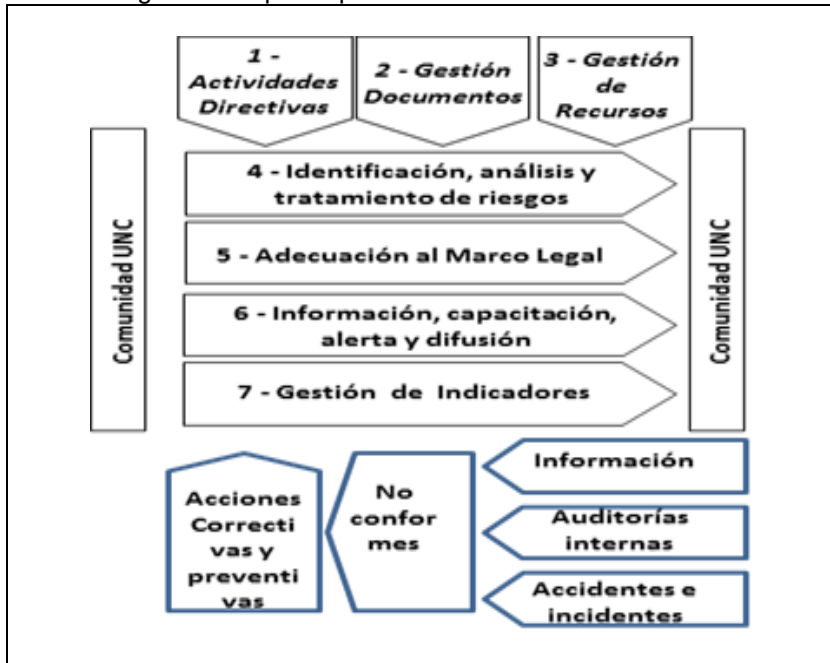 1 -
Actividades
Directivas
2 - Gestión
Documentos
3 - Gestión
de
Recursos
Comunidad UNC
4 - Identificación, análisis y
tratamiento de riesgos
5 - Adecuación al Marco Legal
6 - Información, capacitación,
alerta y difusión
7 - Gestión de Indicadores
Comunidad UNC
Acciones
Correcti
vas y
preventi
vas
No
confor
mes
Información
Auditorías
internas
Accidentes e
incidentes